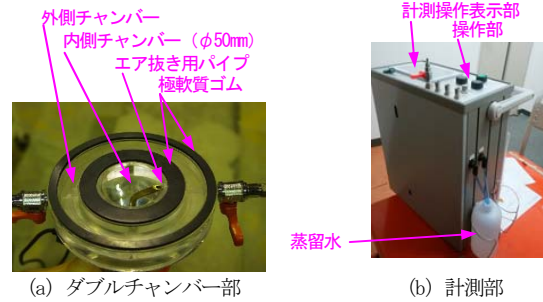 外側チャンバー
内側チャンバー（φ50㎜）
エア抜き用パイプ
極軟質ゴム
(a) ダブルチャンバー部
計測操作表示部
操作部
蒸留水
(b) 計測部